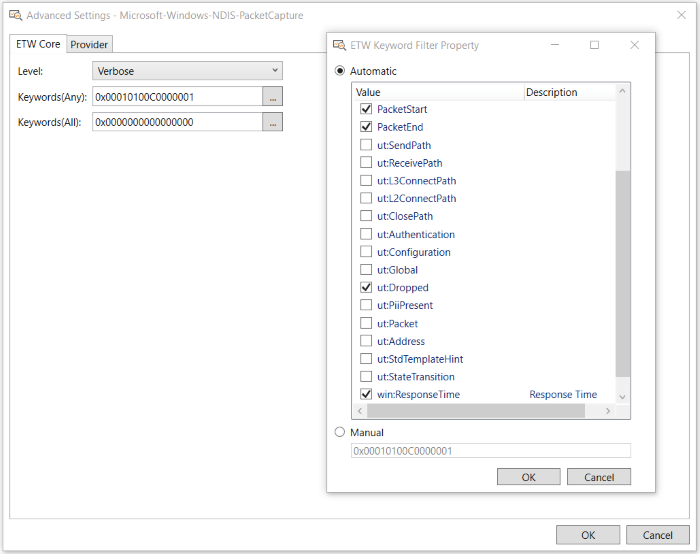 Advanced Settings - Microsoft-Windows-NDIS-PacketCapture
ETW Core
Provider
Level:
Verbose
Keywords(Any):
0x00010100C0000001
...
Keywords(All):
0x0000000000000000
...
ETW Keyword Filter Property
Automatic
Value Description
PacketStart
PacketEnd
ut:SendPath
ut:ReceivePath
ut:L3ConnectPath
ut:L2ConnectPath
ut:ClosePath
ut:Authentication
ut:Configuration
ut:Global
ut:Dropped
ut:PiiPresent
ut:Packet
ut:Address
ut:StdTemplateHint
ut:StateTransition
win:ResponseTime Response Time
Manual
0x00010100C0000001
OK
Cancel
OK
Cancel